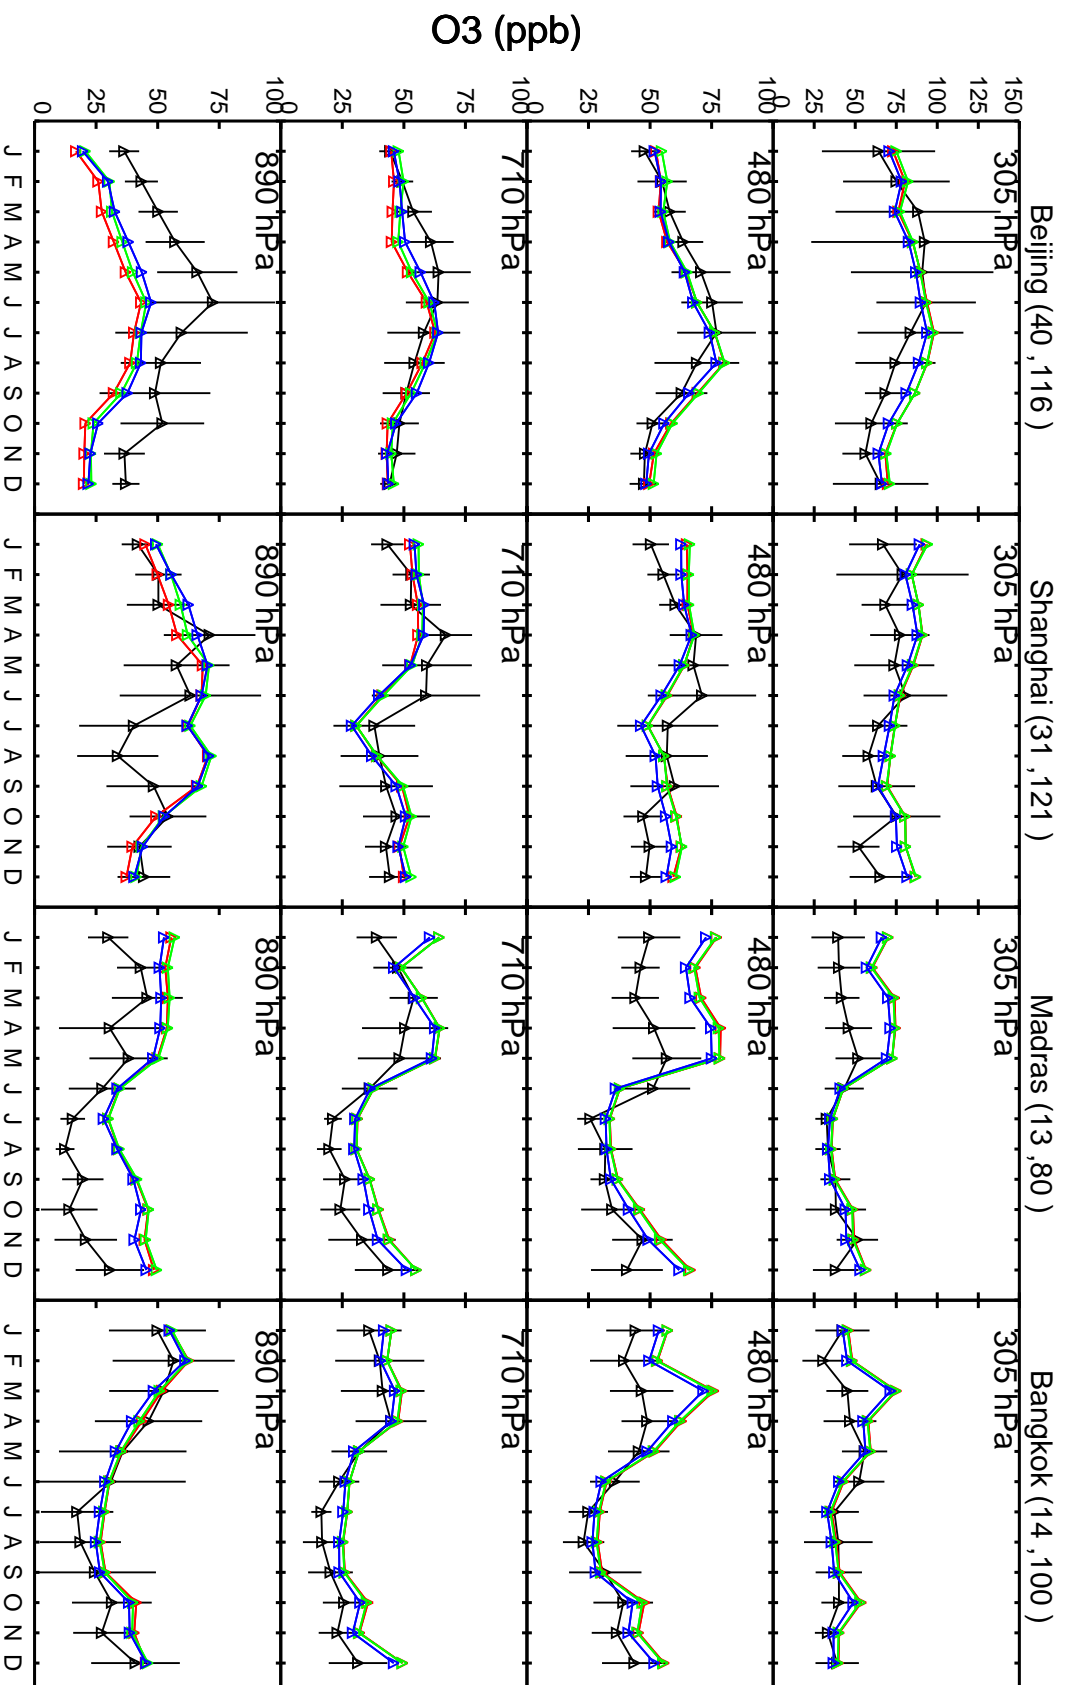 Beijing (40 ,116 )
Shanghai (31 ,121 )
Madras (13 ,80 )
Bangkok (14 ,100 )
O3 (ppb)
150
125
100
75
50
25
0
305 hPa
305 hPa
305 hPa
305 hPa
100
75
50
25
0
480 hPa
480 hPa
480 hPa
480 hPa
100
75
50
25
0
710 hPa
710 hPa
710 hPa
710 hPa
100
75
50
25
0
890 hPa
890 hPa
890 hPa
890 hPa
J F M A M J J A S O N D
J F M A M J J A S O N D
J F M A M J J A S O N D
J F M A M J J A S O N D